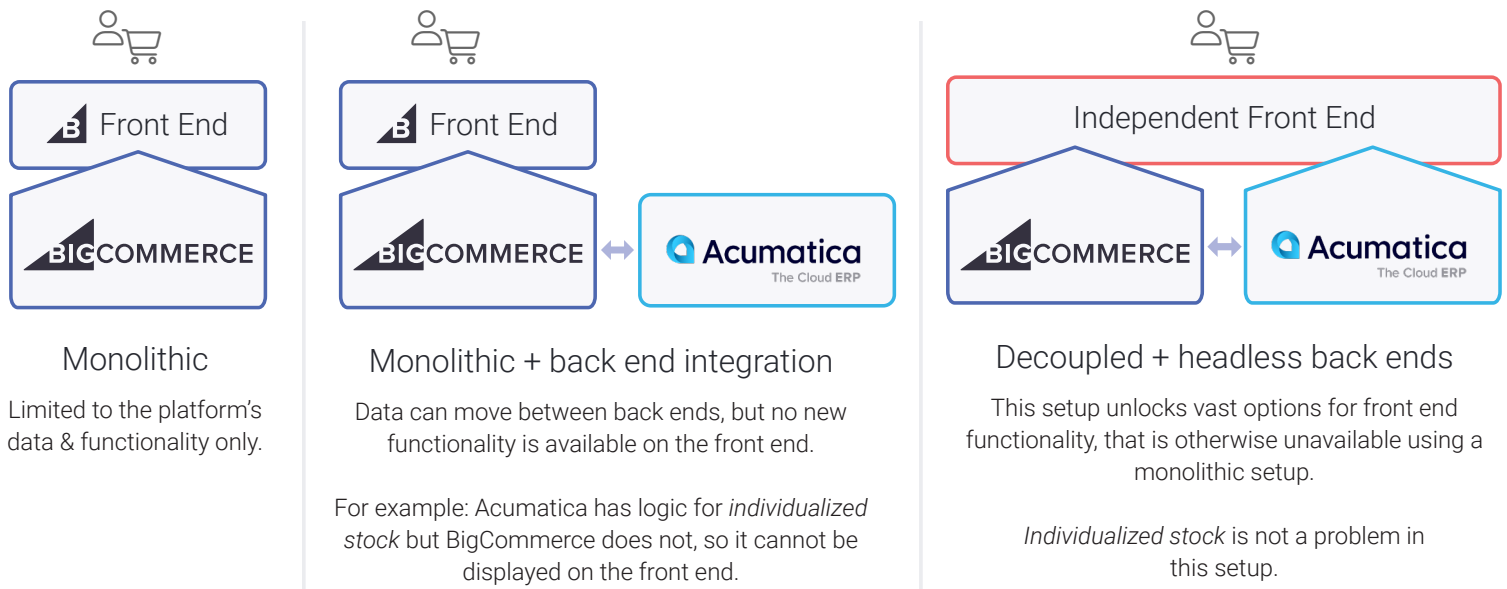 B Front End
BIGCOMMERCE
Monolithic
Limited to the platform's
data & functionality only.
B Front End
BIGCOMMERCE
Acumatica
The Cloud ERP
Monolithic + back end integration
Data can move between back ends, but no new
functionality is available on the front end.
For example: Acumatica has logic for individualized
stock but BigCommerce does not, so it cannot be
displayed on the front end.
Independent Front End
BIGCOMMERCE
Acumatica
The Cloud ERP
Decoupled + headless back ends
This setup unlocks vast options for front end
functionality, that is otherwise unavailable using a
monolithic setup.
Individualized stock is not a problem in
this setup.